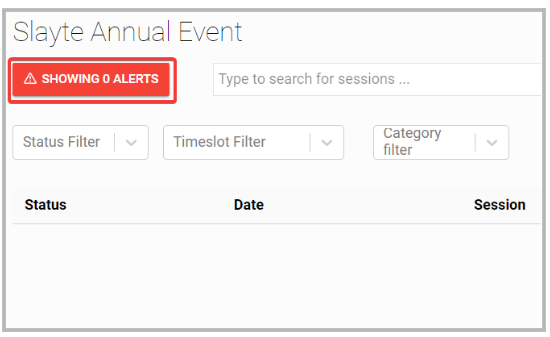 Slayte Annual Event
⚠ SHOWING 0 ALERTS
Type to search for sessions ...
Status Filter
Timeslot Filter
Category
filter
Status
Date
Session